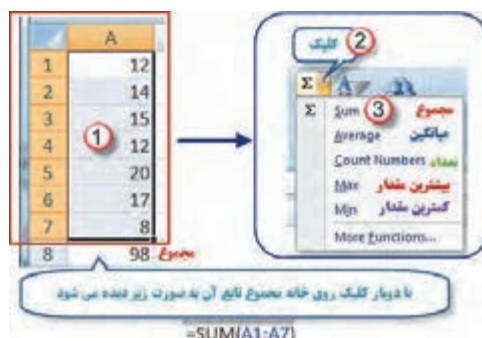 A
1 12
2 14
3 15
4 12
5 20
6 17
7 8
8 98 مجموع
1
2 کلیک
Σ
Σ Sum 3 مجموع
Average میانگین
Count Numbers تعداد
Max بیشترین مقدار
Min کمترین مقدار
More Functions...
با دوبار کلیک روی خانه مجموع تابع آن به صورت زیر دیده می شود
=SUM(A1:A7)